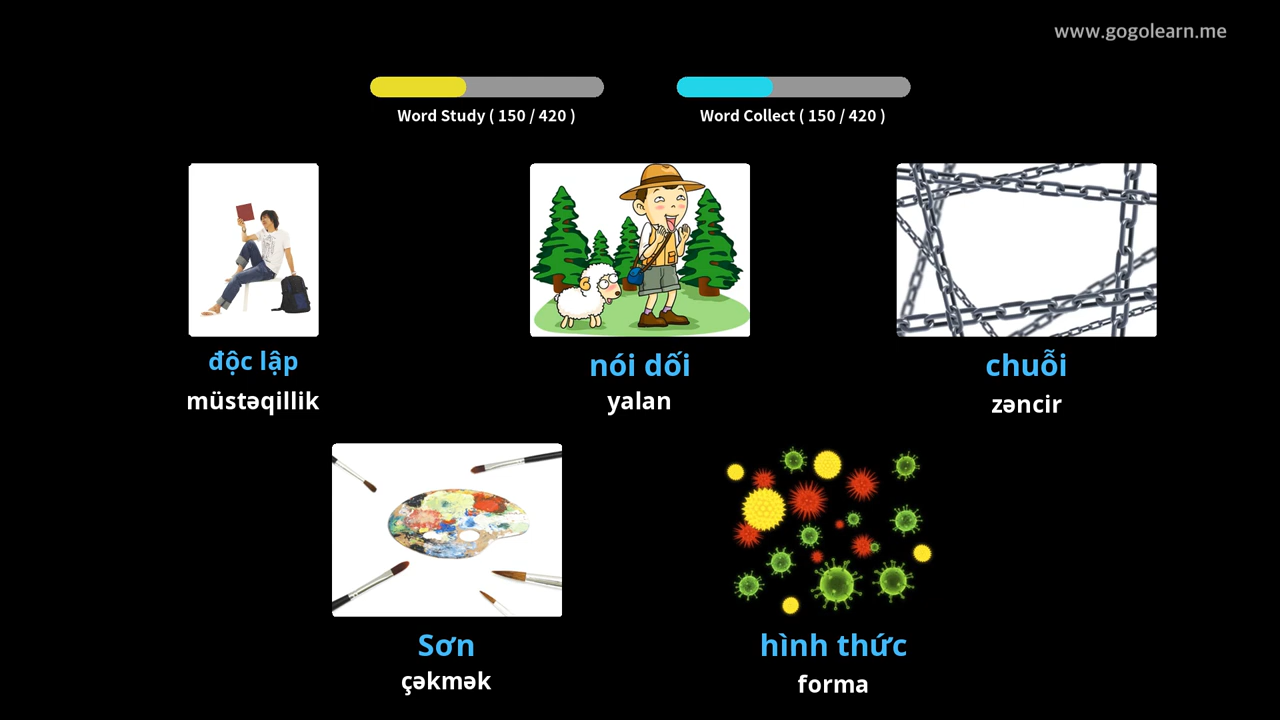 www.gogolearn.me
Word Study ( 150 / 420 )
Word Collect ( 150 / 420 )
độc lập
müstəqillik
nói dối
yalan
chuỗi
zəncir
Sơn
çəkmək
hình thức
forma